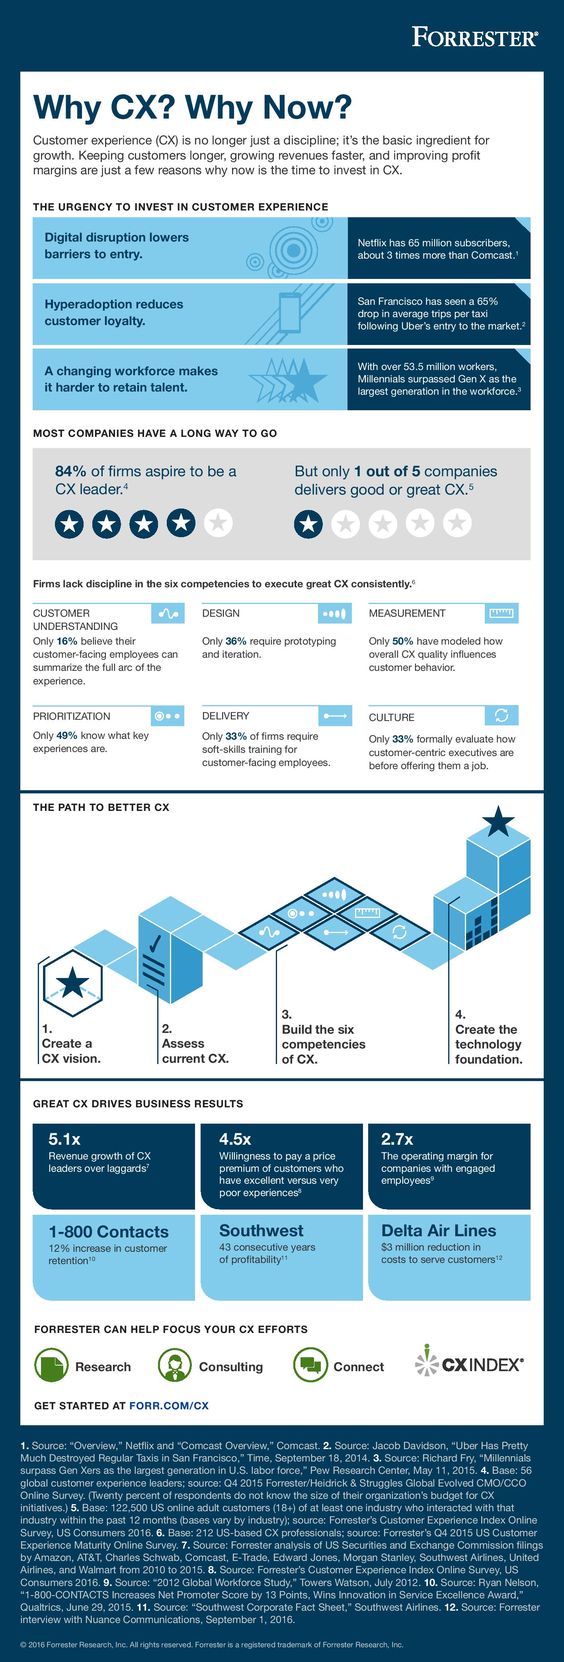 FORRESTER®
Why CX? Why Now?
Customer experience (CX) is no longer just a discipline; it's the basic ingredient for
growth. Keeping customers longer, growing revenues faster, and improving profit
margins are just a few reasons why now is the time to invest in CX.
THE URGENCY TO INVEST IN CUSTOMER EXPERIENCE
Digital disruption lowers
barriers to entry.
Netflix has 65 million subscribers,
about 3 times more than Comcast.1
Hyperadoption reduces
customer loyalty.
San Francisco has seen a 65%
drop in average trips per taxi
following Uber's entry to the market.2
A changing workforce makes
it harder to retain talent.
With over 53.5 million workers,
Millennials surpassed Gen X as the
largest generation in the workforce.3
MOST COMPANIES HAVE A LONG WAY TO GO
84% of firms aspire to be a
CX leader.4
But only 1 out of 5 companies
delivers good or great CX.5
Firms lack discipline in the six competencies to execute great CX consistently.6
CUSTOMER
UNDERSTANDING
Only 16% believe their
customer-facing employees can
summarize the full arc of the
experience.
DESIGN
Only 36% require prototyping
and iteration.
MEASUREMENT
Only 50% have modeled how
overall CX quality influences
customer behavior.
PRIORITIZATION
Only 49% know what key
experiences are.
DELIVERY
Only 33% of firms require
soft-skills training for
customer-facing employees.
CULTURE
Only 33% formally evaluate how
customer-centric executives are
before offering them a job.
THE PATH TO BETTER CX
1.
Create a
CX vision.
2.
Assess
current CX.
3.
Build the six
competencies
of CX.
4.
Create the
technology
foundation.
GREAT CX DRIVES BUSINESS RESULTS
5.1x
Revenue growth of CX
leaders over laggards7
4.5x
Willingness to pay a price
premium of customers who
have excellent versus very
poor experiences8
2.7x
The operating margin for
companies with engaged
employees9
1-800 Contacts
12% increase in customer
retention10
Southwest
43 consecutive years
of profitability11
Delta Air Lines
$3 million reduction in
costs to serve customers12
FORRESTER CAN HELP FOCUS YOUR CX EFFORTS
Research
Consulting
Connect
CXINDEX®
GET STARTED AT FORR.COM/CX
1. Source: "Overview," Netflix and "Comcast Overview," Comcast. 2. Source: Jacob Davidson, "Uber Has Pretty
Much Destroyed Regular Taxis in San Francisco," Time, September 18, 2014. 3. Source: Richard Fry, "Millennials
surpass Gen Xers as the largest generation in U.S. labor force," Pew Research Center, May 11, 2015. 4. Base: 56
global customer experience leaders; source: Q4 2015 Forrester/Heidrick & Struggles Global Evolved CMO/CCO
Online Survey. (Twenty percent of respondents do not know the size of their organization's budget for CX
initiatives.) 5. Base: 122,500 US online adult customers (18+) of at least one industry who interacted with that
industry within the past 12 months (bases vary by industry); source: Forrester's Customer Experience Index Online
Survey, US Consumers 2016. 6. Base: 212 US-based CX professionals; source: Forrester's Q4 2015 US Customer
Experience Maturity Online Survey. 7. Source: Forrester analysis of US Securities and Exchange Commission filings
by Amazon, AT&T, Charles Schwab, Comcast, E-Trade, Edward Jones, Morgan Stanley, Southwest Airlines, United
Airlines, and Walmart from 2010 to 2015. 8. Source: Forrester's Customer Experience Index Online Survey, US
Consumers 2016. 9. Source: "2012 Global Workforce Study," Towers Watson, July 2012. 10. Source: Ryan Nelson,
"1-800-CONTACTS Increases Net Promoter Score by 13 Points, Wins Innovation in Service Excellence Award,"
Qualtrics, June 29, 2015. 11. Source: "Southwest Corporate Fact Sheet," Southwest Airlines. 12. Source: Forrester
interview with Nuance Communications, September 1, 2016.
© 2016 Forrester Research, Inc. All rights reserved. Forrester is a registered trademark of Forrester Research, Inc.